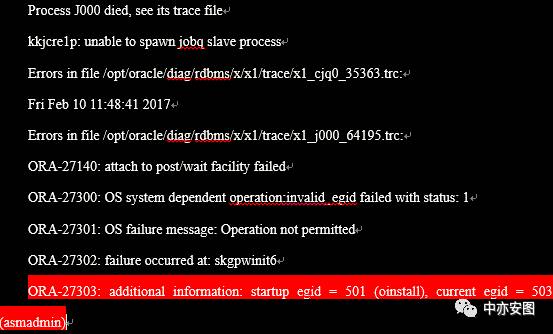 Process J000 died, see its trace file↵
kkjcre1p: unable to spawn jobq slave process↵
Errors in file /opt/oracle/diag/rdbms/x/x1/trace/x1_cjq0_35363.trc:↵
Fri Feb 10 11:48:41 2017↵
Errors in file /opt/oracle/diag/rdbms/x/x1/trace/x1_j000_64195.trc:↵
ORA-27140: attach to post/wait facility failed↵
ORA-27300: OS system dependent operation:invalid_egid failed with status: 1↵
ORA-27301: OS failure message: Operation not permitted↵
ORA-27302: failure occurred at: skgpwinit6↵
ORA-27303: additional information: startup egid = 501 (oinstall), current egid = 503
(asmadmin)↵
中亦安图